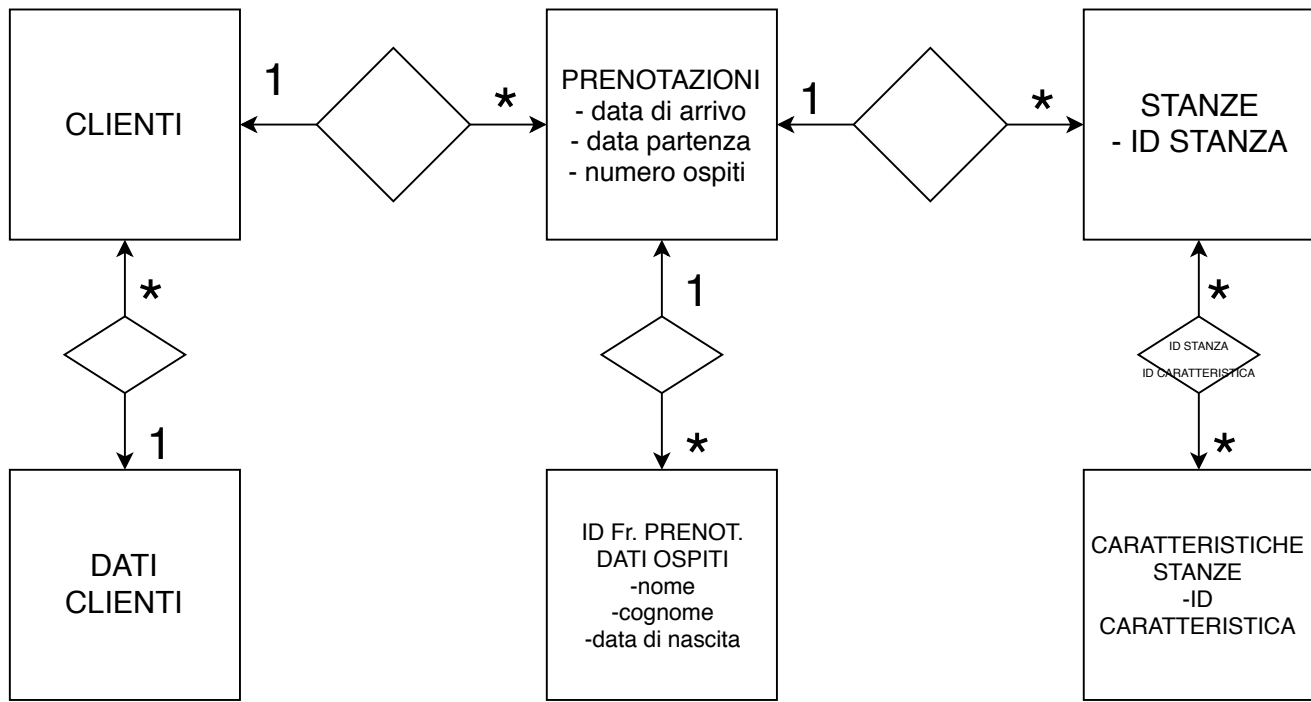 CLIENTI
1
*
PRENOTAZIONI
- data di arrivo
- data partenza
- numero ospiti
1
*
STANZE
- ID STANZA
*
1
1
*
*
ID STANZA
ID CARATTERISTICA
*
DATI
CLIENTI
ID Fr. PRENOT.
DATI OSPITI
-nome
-cognome
-data di nascita
CARATTERISTICHE
STANZE
-ID
CARATTERISTICA